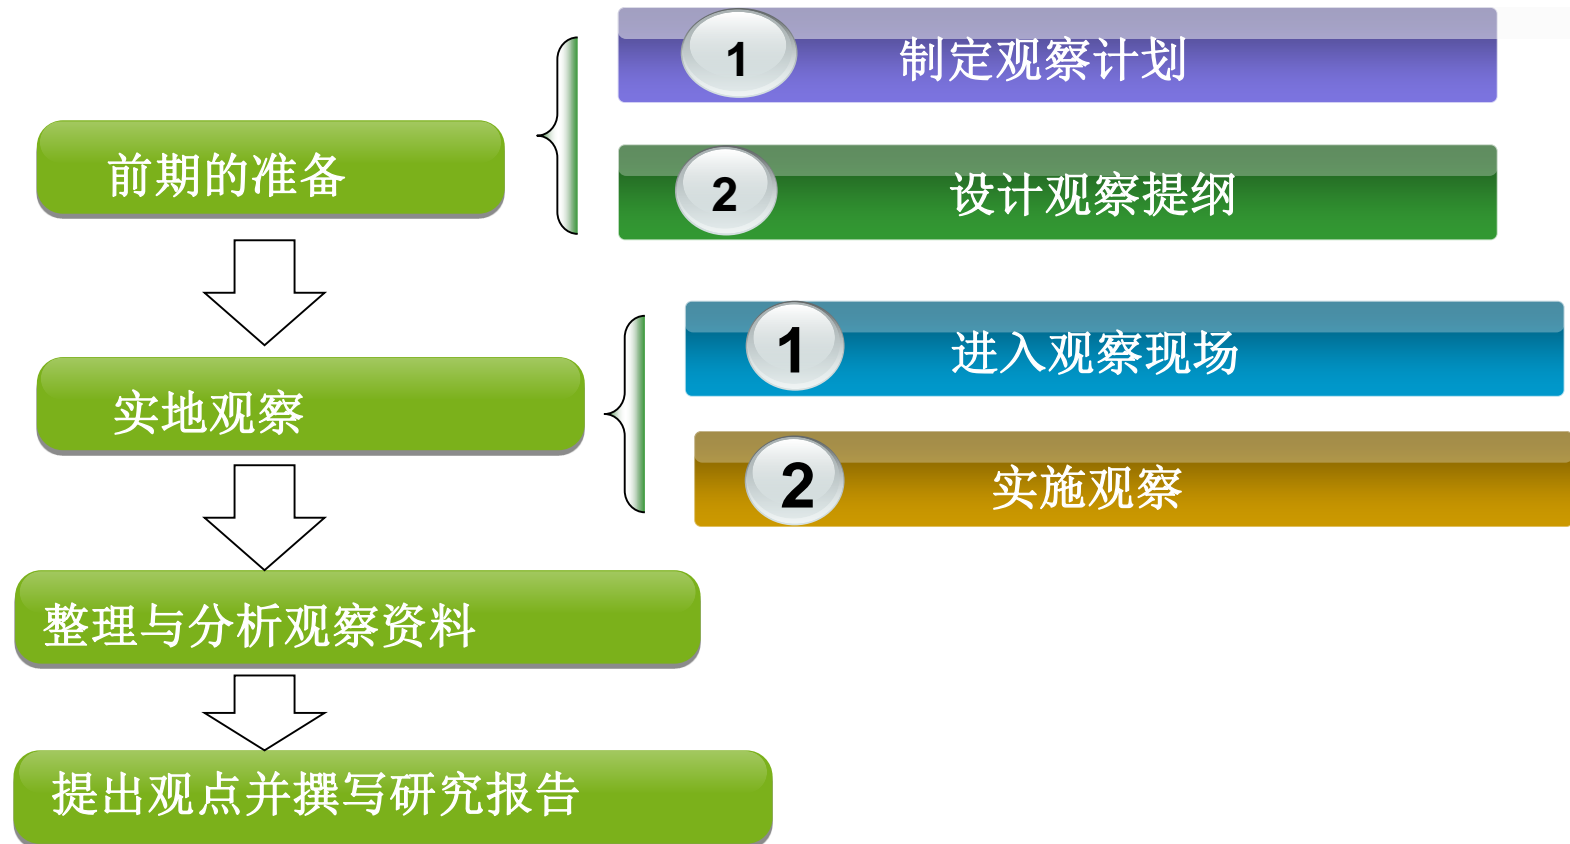 1 制定观察计划
前期的准备
2 设计观察提纲
1 进入观察现场
实地观察
2 实施观察
整理与分析观察资料
提出观点并撰写研究报告